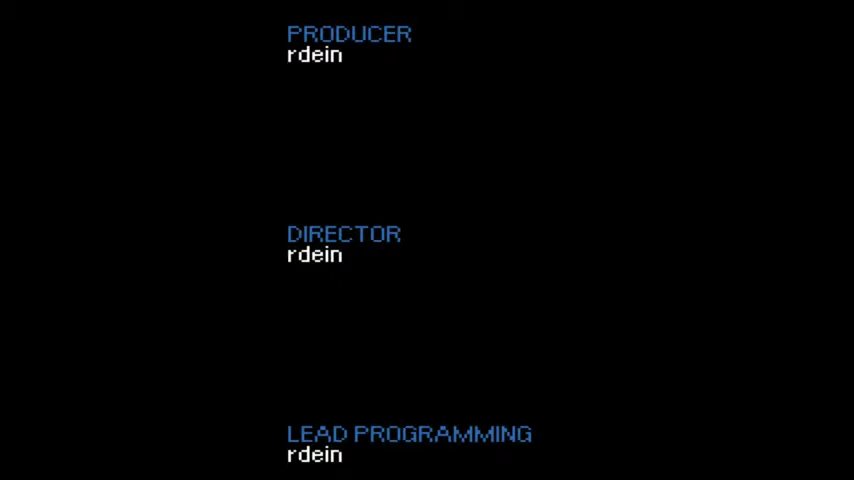 PRODUCER
rdein
DIRECTOR
rdein
LEAD PROGRAMMING
rdein